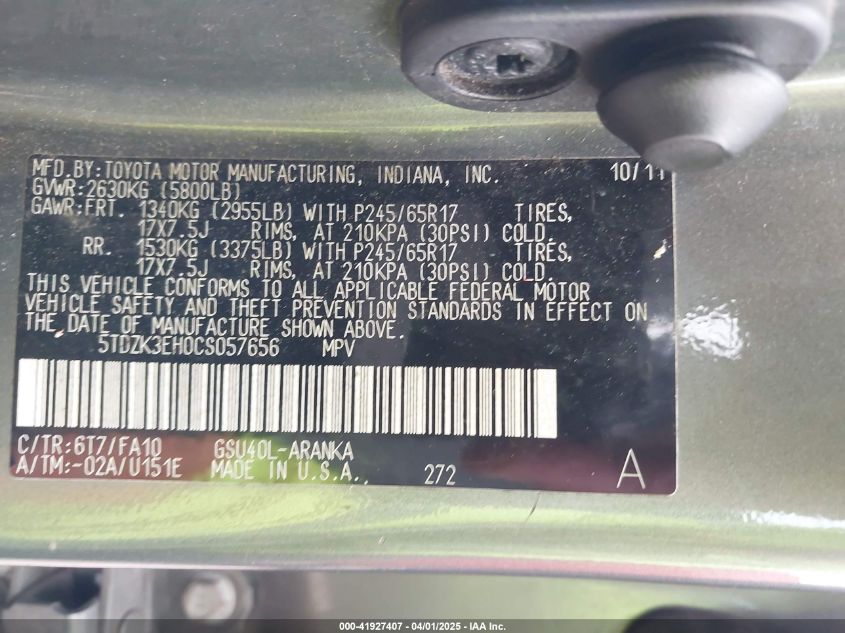 MFD.BY:TOYOTA MOTOR MANUFACTURING, INDIANA, INC. 10/11
GVWR:2630KG (5800LB)
GAWR:FRT. 1340KG (2955LB) WITH P245/65R17 TIRES,
17X7.5J RIMS, AT 210KPA (30PSI) COLD.
RR. 1530KG (3375LB) WITH P245/65R17 TIRES,
17X7.5J RIMS, AT 210KPA (30PSI) COLD.
THIS VEHICLE CONFORMS TO ALL APPLICABLE FEDERAL MOTOR
VEHICLE SAFETY AND THEFT PREVENTION STANDARDS IN EFFECT ON
THE DATE OF MANUFACTURE SHOWN ABOVE.
5TDZK3EH0CS057656 MPV
C/TR:6T7/FA10 GSU40L-ARANKA
A/TM:-02A/U151E MADE IN U.S.A.. 272 A
000-41927407 - 04/01/2025 - IAA Inc.